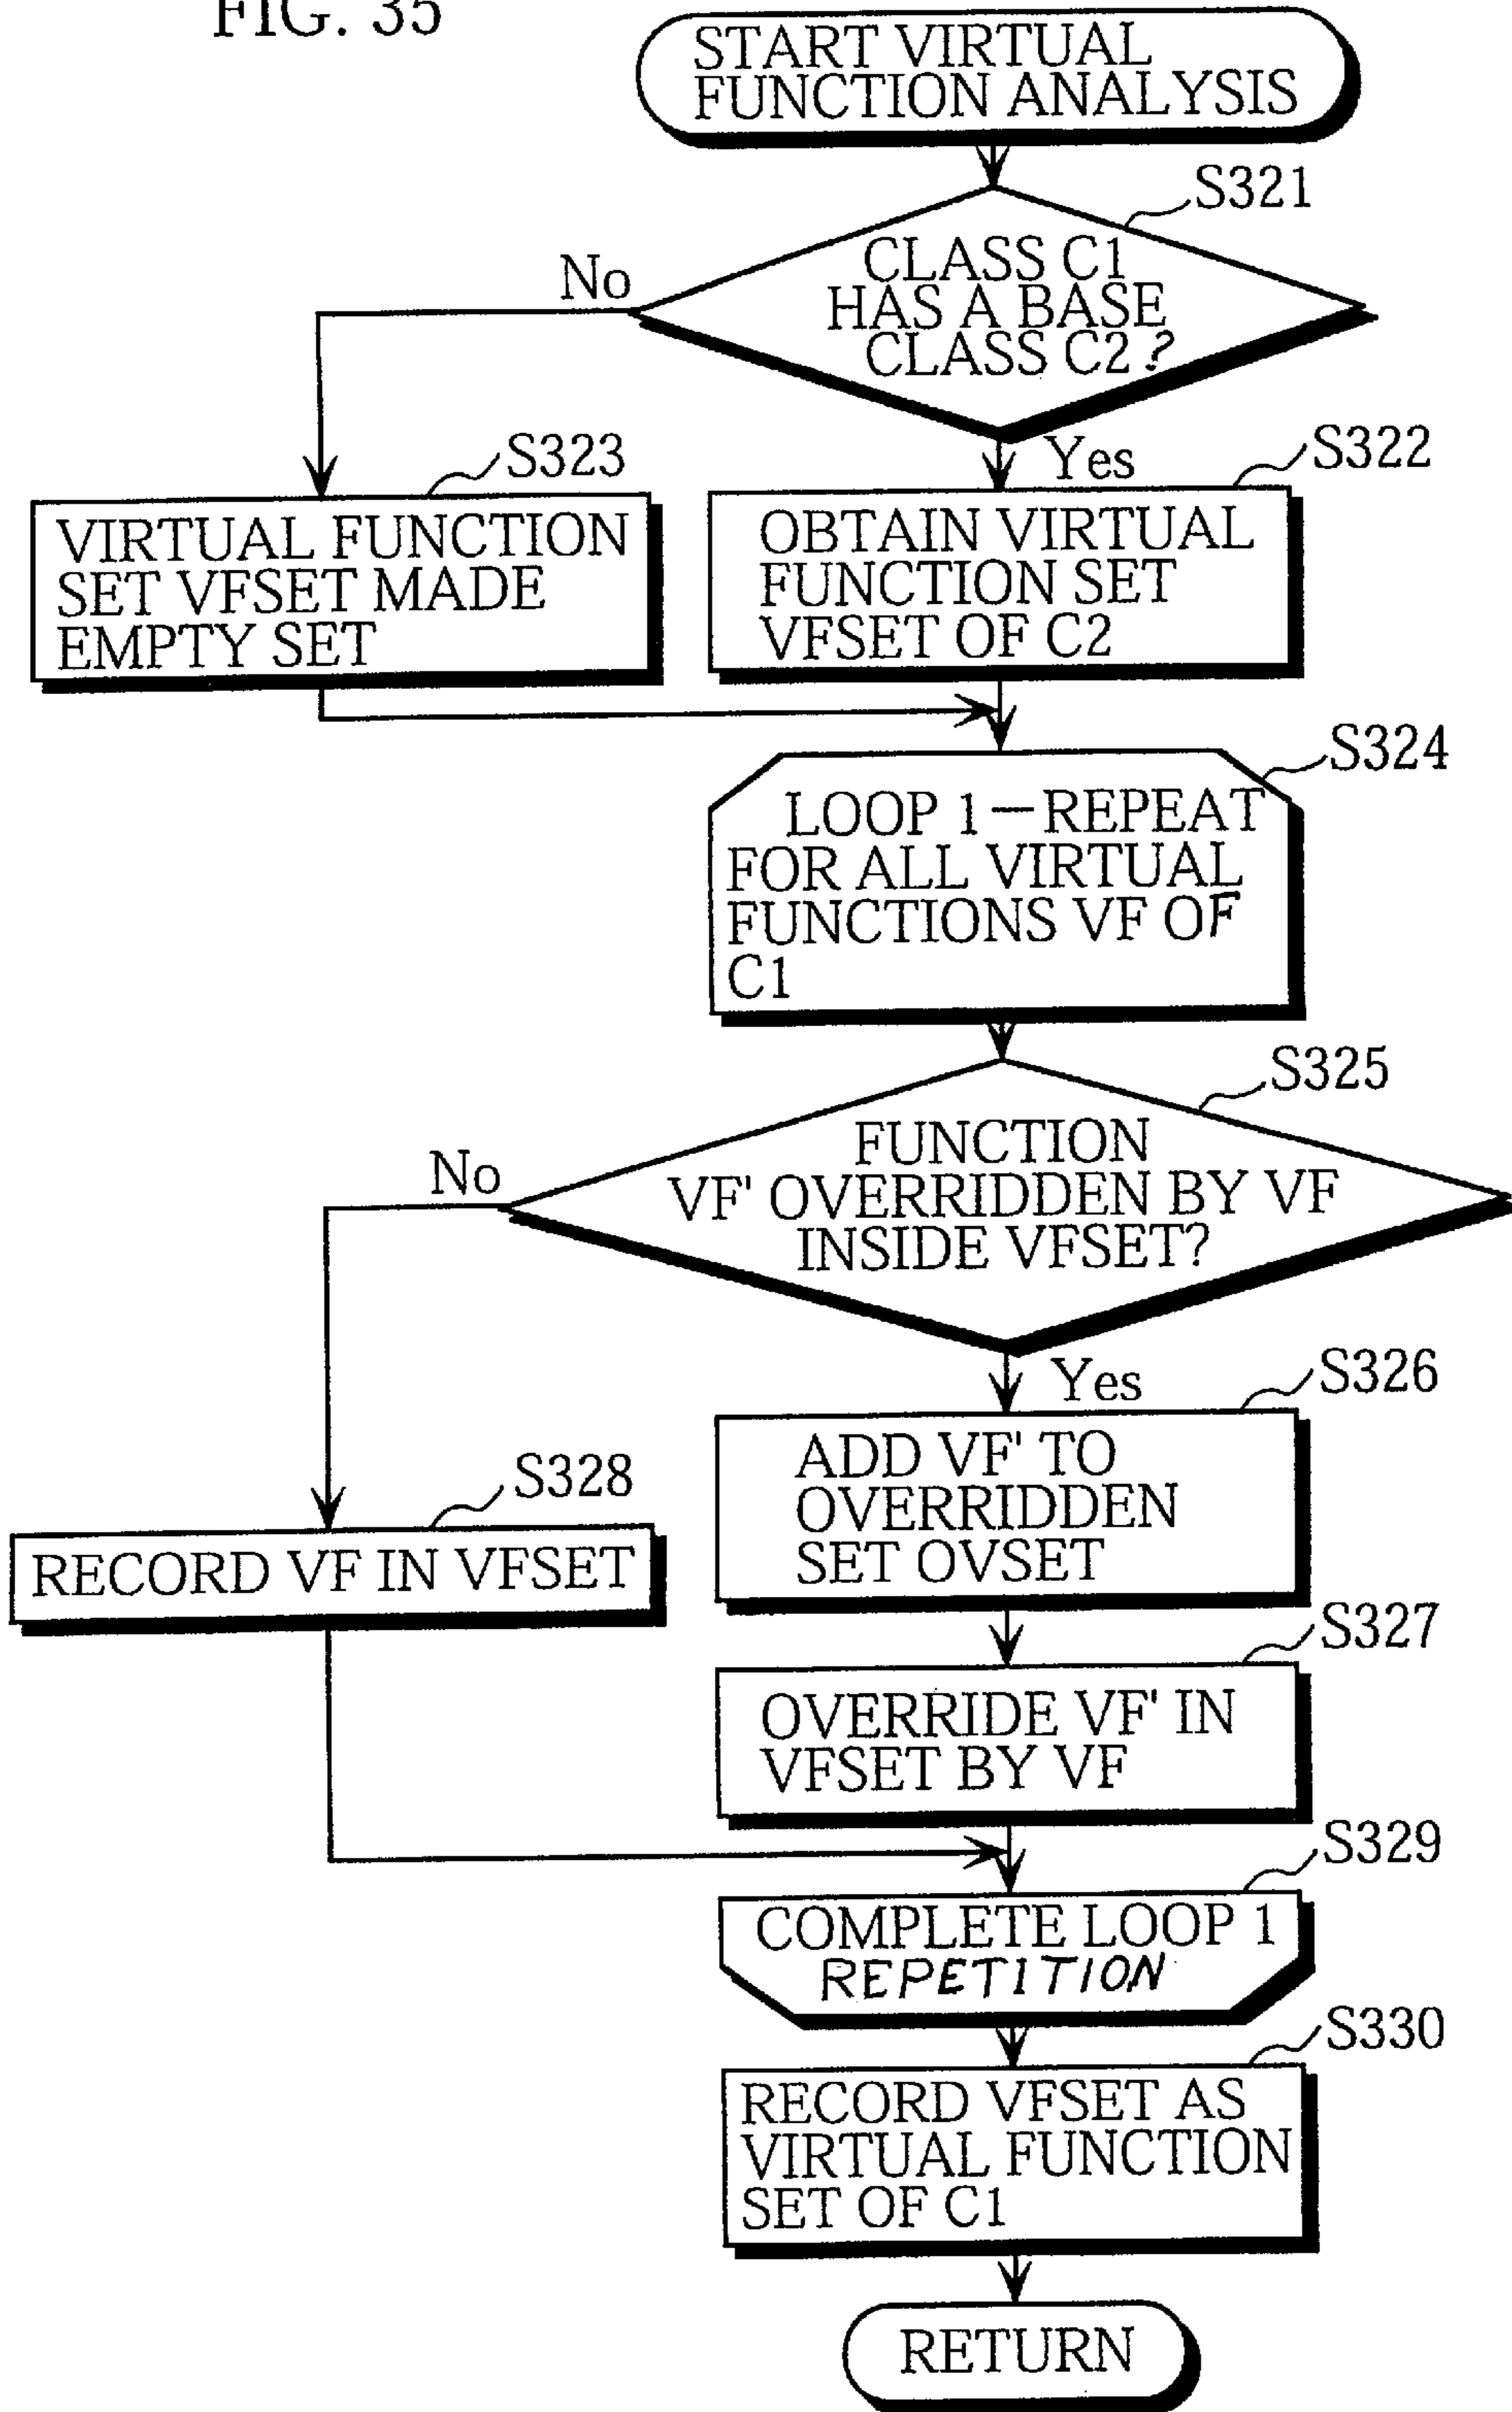 FIG. 35
START VIRTUAL
FUNCTION ANALYSIS
S321
CLASS C1
HAS A BASE
CLASS C2?
No
Yes
S323
VIRTUAL FUNCTION
SET VFSET MADE
EMPTY SET
S322
OBTAIN VIRTUAL
FUNCTION SET
VFSET OF C2
S324
LOOP 1—REPEAT
FOR ALL VIRTUAL
FUNCTIONS VF OF
C1
S325
FUNCTION
VF' OVERRIDDEN BY VF
INSIDE VFSET?
No
Yes
S326
ADD VF' TO
OVERRIDDEN
SET OVSET
S328
RECORD VF IN VFSET
S327
OVERRIDE VF' IN
VFSET BY VF
S329
COMPLETE LOOP 1
REPETITION
S330
RECORD VFSET AS
VIRTUAL FUNCTION
SET OF C1
RETURN